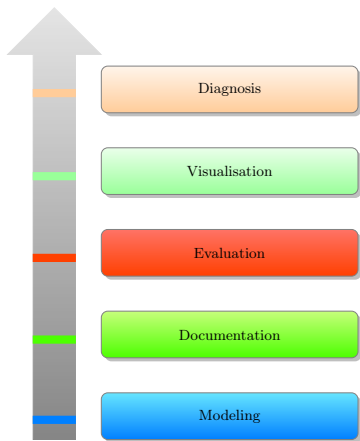 Diagnosis
Visualisation
Evaluation
Documentation
Modeling